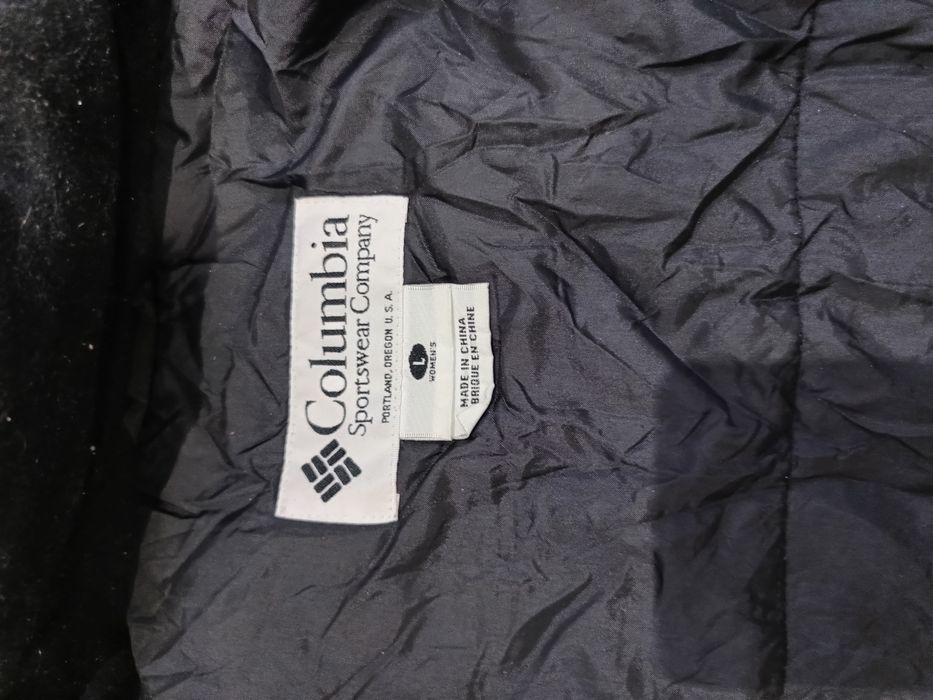 Columbia
Sportswear Company
PORTLAND, OREGON U.S.A.
L
WOMEN'S
MADE IN CHINA
BRIQUE EN CHINE